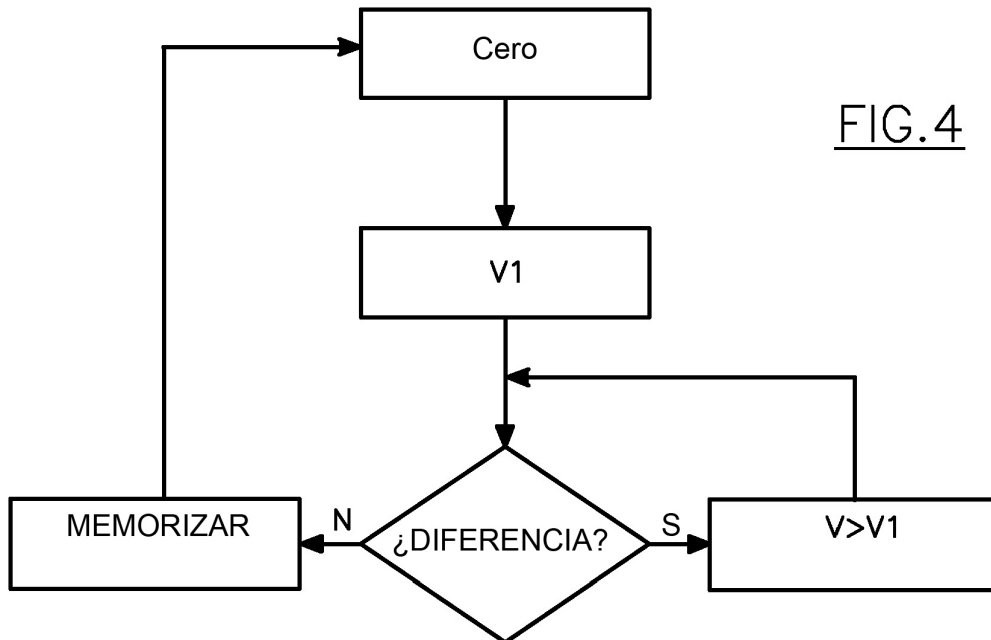 Cero
FIG.4
V1
MEMORIZAR
N
¿DIFERENCIA?
S
V>V1